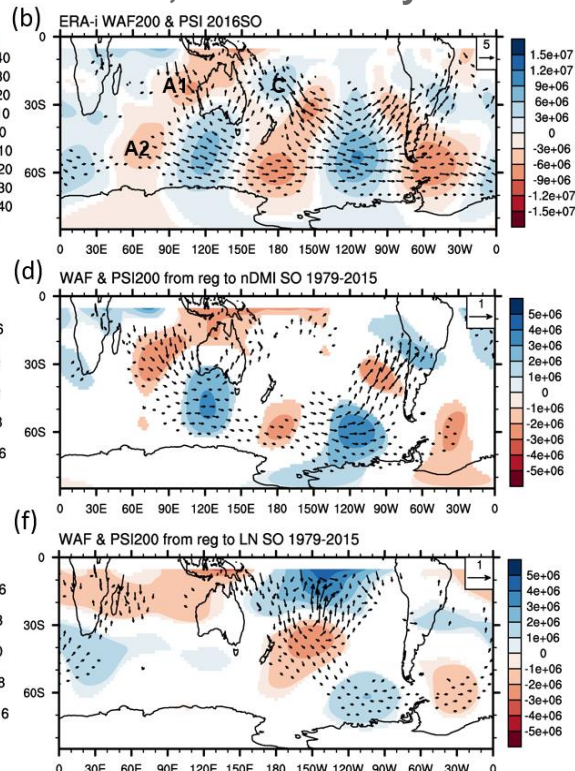 (b)
ERA-i WAF200 & PSI 2016SO
0
30S
60S
A1
A2
C
5
1.5e+07
1.2e+07
9e+06
6e+06
3e+06
0
-3e+06
-6e+06
-9e+06
-1.2e+07
-1.5e+07
0 30E 60E 90E 120E 150E 180 150W 120W 90W 60W 30W 0
(d)
WAF & PSI200 from reg to nDMI SO 1979-2015
0
30S
60S
1
5e+06
4e+06
3e+06
2e+06
1e+06
0
-1e+06
-2e+06
-3e+06
-4e+06
-5e+06
0 30E 60E 90E 120E 150E 180 150W 120W 90W 60W 30W 0
(f)
WAF & PSI200 from reg to LN SO 1979-2015
0
30S
60S
1
5e+06
4e+06
3e+06
2e+06
1e+06
0
-1e+06
-2e+06
-3e+06
-4e+06
-5e+06
0 30E 60E 90E 120E 150E 180 150W 120W 90W 60W 30W 0